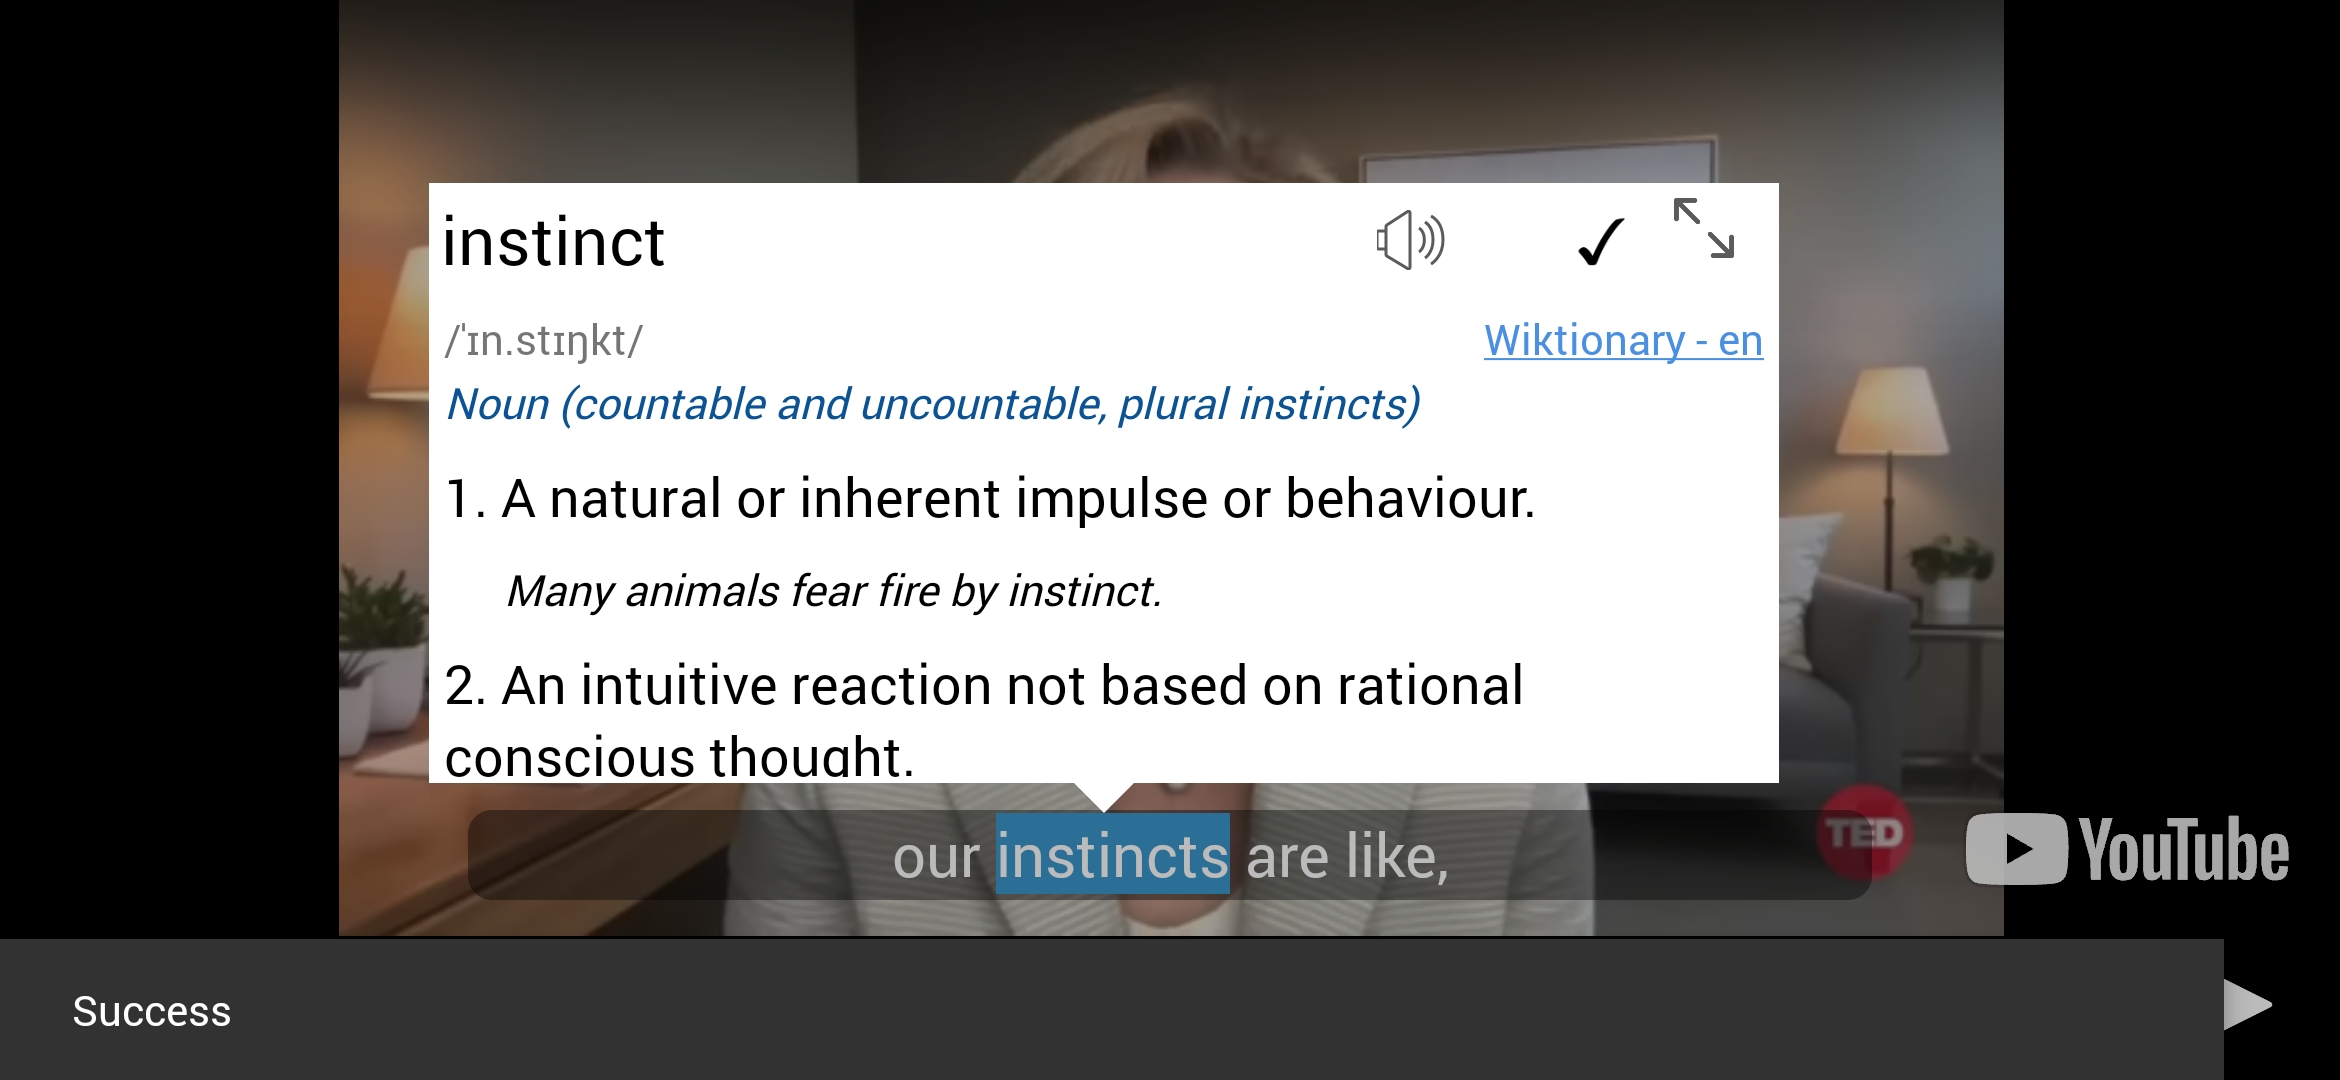 instinct
/ˈɪn.stɪŋkt/
Wiktionary - en
Noun (countable and uncountable, plural instincts)
1. A natural or inherent impulse or behaviour.
Many animals fear fire by instinct.
2. An intuitive reaction not based on rational
conscious thought.
our instincts are like,
TED
YouTube
Success